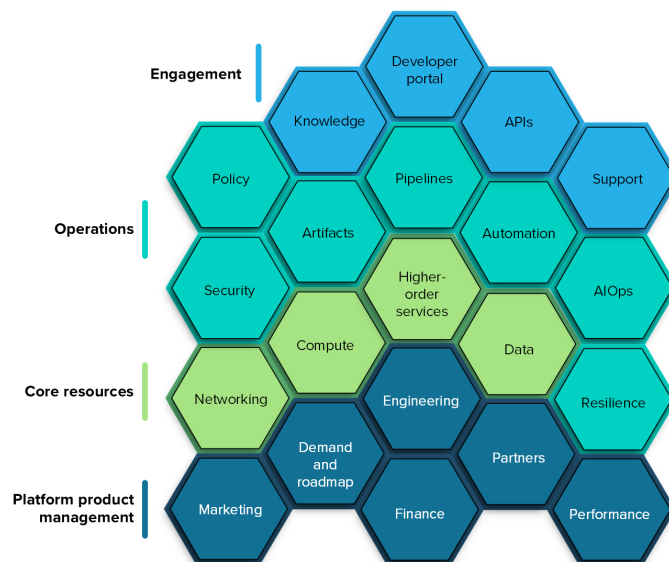 Developer
portal
Engagement
Knowledge
APIs
Policy
Pipelines
Support
Operations
Artifacts
Automation
Security
Higher-
order
services
AIOps
Compute
Data
Core resources
Networking
Engineering
Resilience
Demand
and
roadmap
Partners
Platform product
management
Marketing
Finance
Performance